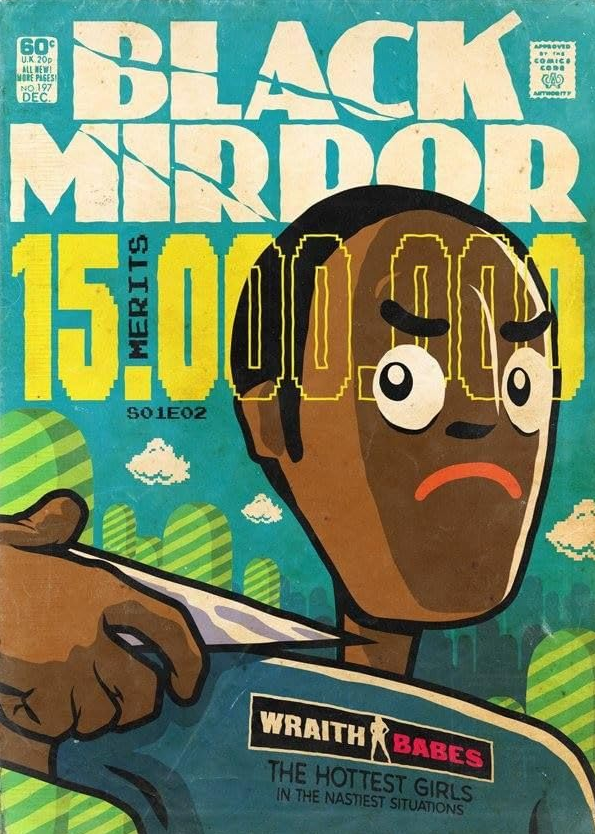 BLACK
MIRROR
60¢
U.K. 20p
ALL NEW!
MORE PAGES!
NO. 197
DEC.
APPROVED
BY THE
COMICS
CODE
CA
AUTHORITY
15.000.000
MERITS
S01E02
WRAITH BABES
THE HOTTEST GIRLS
IN THE NASTIEST SITUATIONS